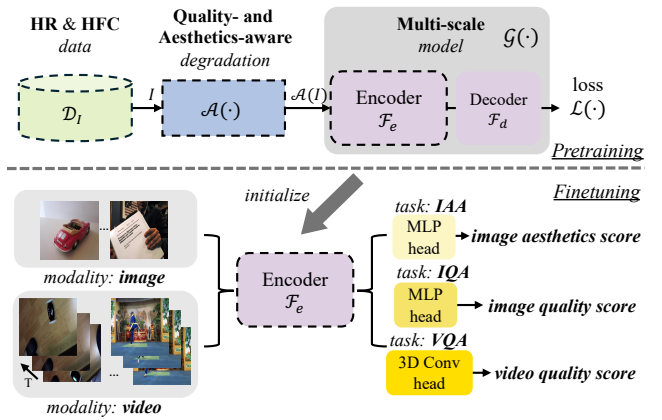 HR & HFC
data
Quality- and
Aesthetics-aware
degradation
Multi-scale
model
𝒢(·)
𝒟_I
I
𝒜(·)
𝒜(I)
Encoder
ℱ_e
Decoder
ℱ_d
loss
ℒ(·)
Pretraining
Finetuning
initialize
...
modality: image
T
...
modality: video
Encoder
ℱ_e
task: IAA
MLP
head
image aesthetics score
task: IQA
MLP
head
image quality score
task: VQA
3D Conv
head
video quality score